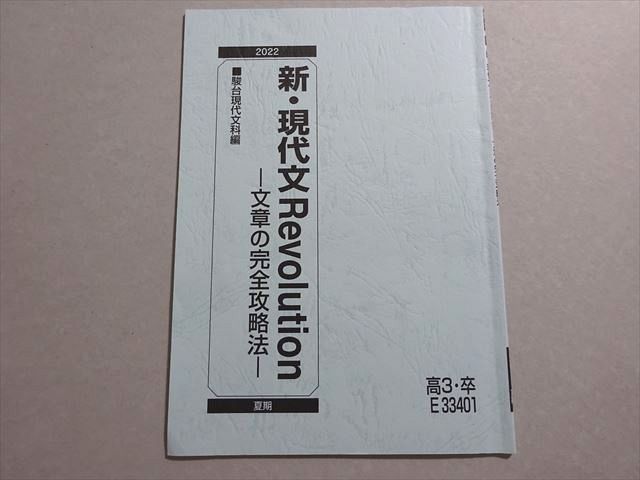 2022
新・現代文Revolution
―文章の完全攻略法―
■駿台現代文科編
夏期
高3・卒
E33401